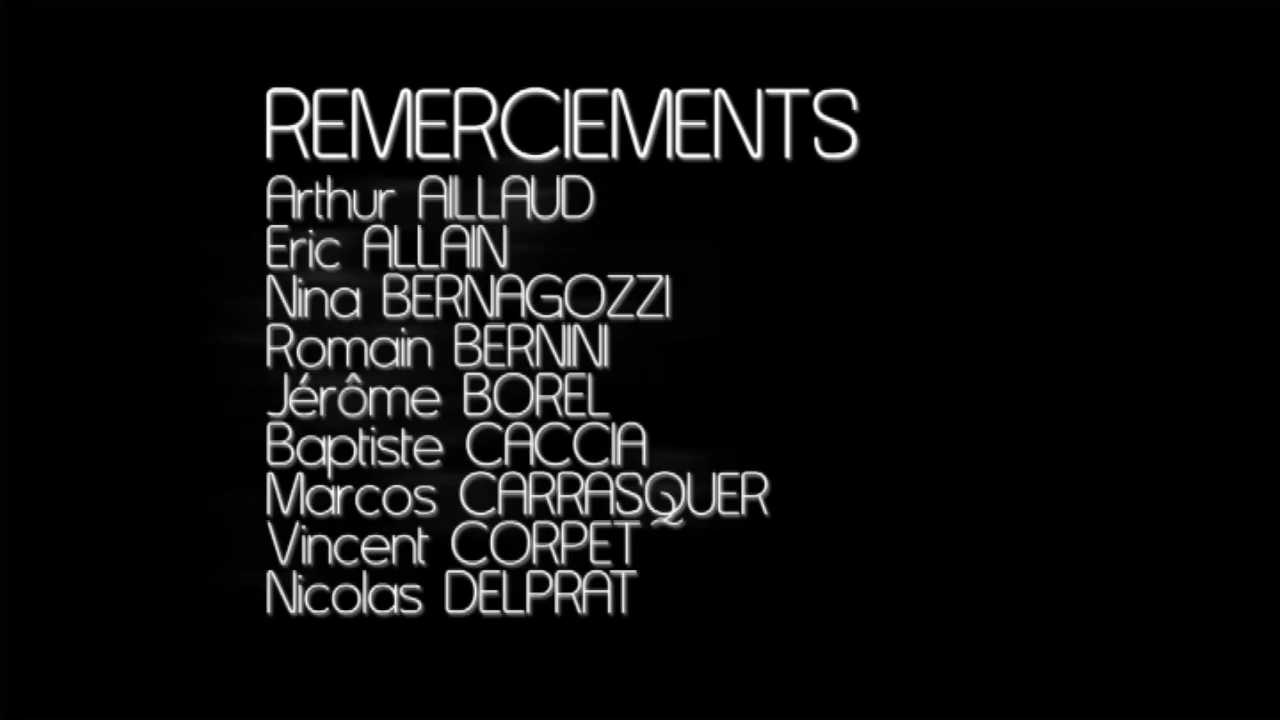 REMERCIEMENTS
Arthur AILLAUD
Eric ALLAIN
Nina BERNAGOZZI
Romain BERNINI
Jérôme BOREL
Baptiste CACCIA
Marcos CARRASQUER
Vincent CORPET
Nicolas DELPRAT